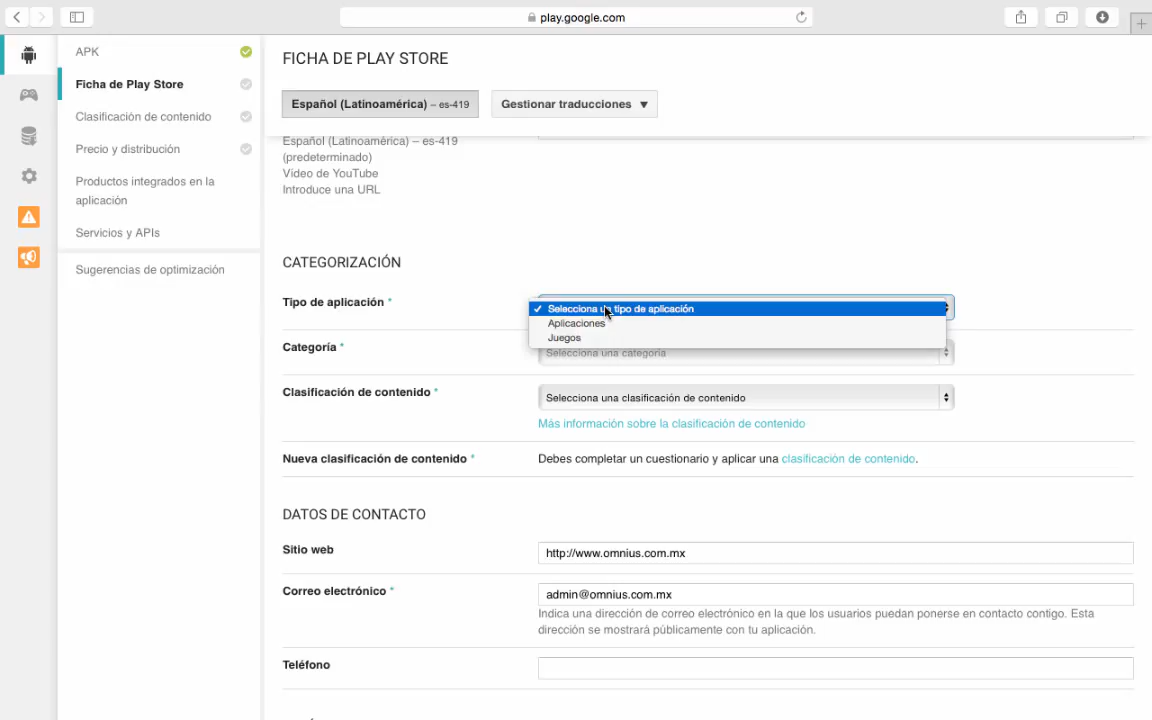 play.google.com
APK
Ficha de Play Store
Clasificación de contenido
Precio y distribución
Productos integrados en la
aplicación
Servicios y APIs
Sugerencias de optimización
FICHA DE PLAY STORE
Español (Latinoamérica) – es-419
Gestionar traducciones
Español (Latinoamérica) – es-419
(predeterminado)
Vídeo de YouTube
Introduce una URL
CATEGORIZACIÓN
Tipo de aplicación *
Selecciona un tipo de aplicación
Aplicaciones
Juegos
Categoría *
Selecciona una categoría
Clasificación de contenido *
Selecciona una clasificación de contenido
Más información sobre la clasificación de contenido
Nueva clasificación de contenido *
Debes completar un cuestionario y aplicar una clasificación de contenido.
DATOS DE CONTACTO
Sitio web
http://www.omnius.com.mx
Correo electrónico *
admin@omnius.com.mx
Indica una dirección de correo electrónico en la que los usuarios puedan ponerse en contacto contigo. Esta
dirección se mostrará públicamente con tu aplicación.
Teléfono